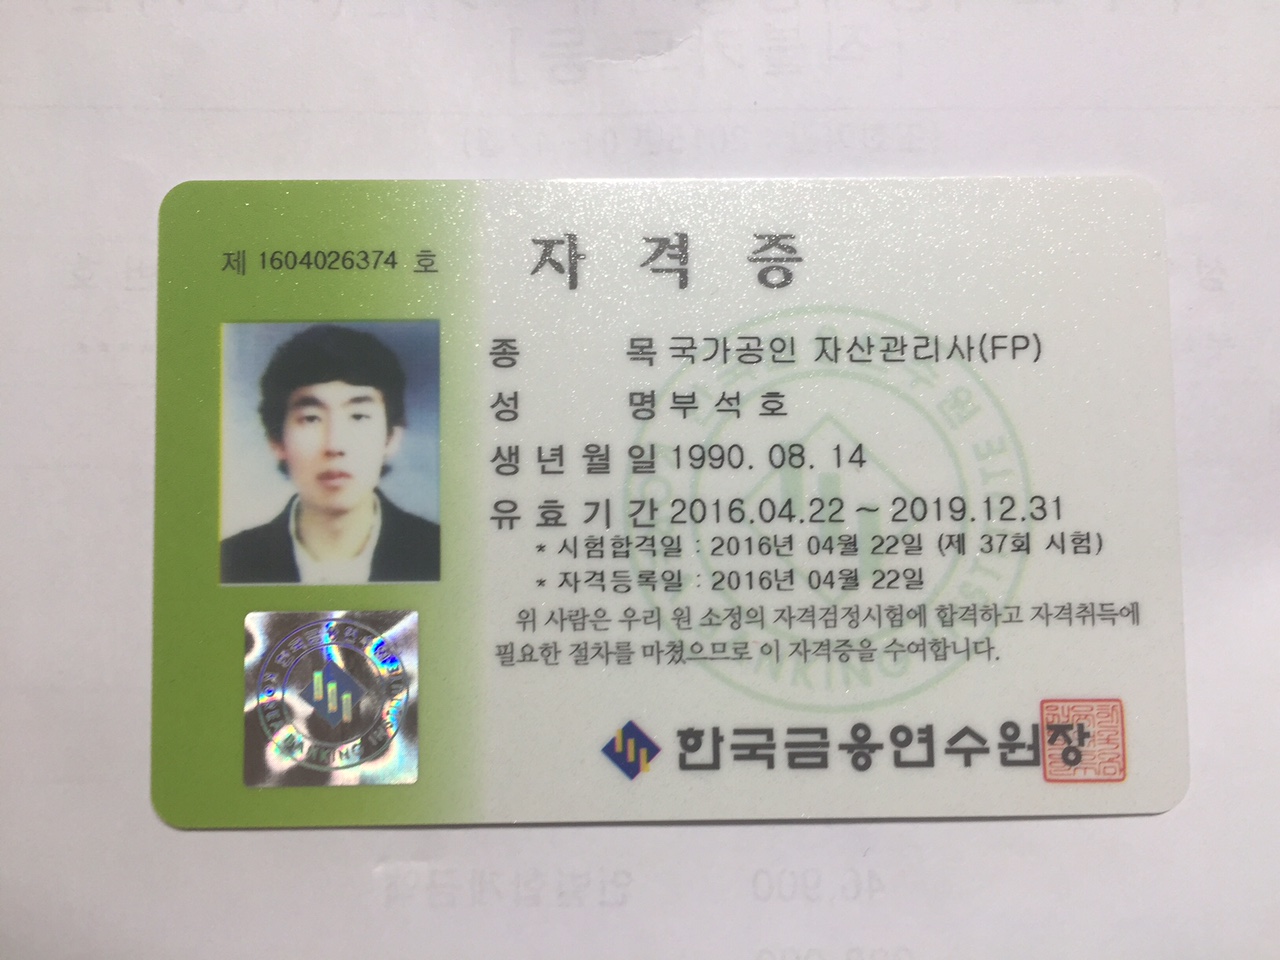 제 1604026374 호
자 격 증
종 목 국가공인 자산관리사(FP)
성 명 부 석 호
생 년 월 일 1990. 08. 14
유 효 기 간 2016.04.22 ~ 2019.12.31
* 시험합격일 : 2016년 04월 22일 (제 37회 시험)
* 자격등록일 : 2016년 04월 22일
위 사람은 우리 원 소정의 자격검정시험에 합격하고 자격취득에
필요한 절차를 마쳤으므로 이 자격증을 수여합니다.
한국금융연수원장